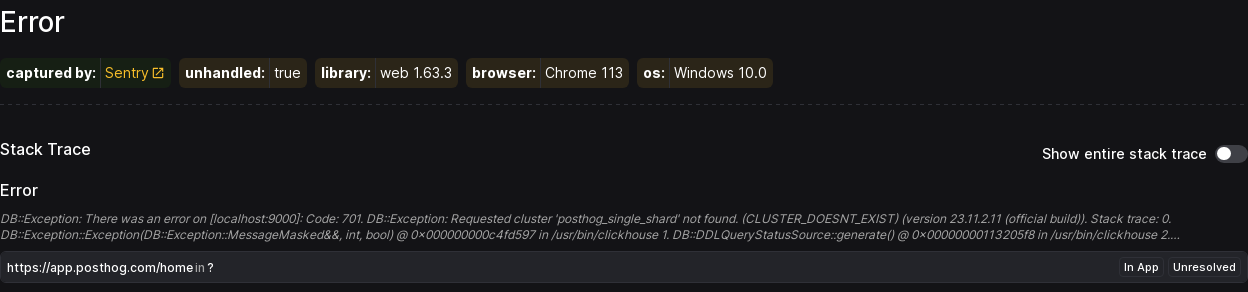 Error
captured by: Sentry unhandled: true library: web 1.63.3 browser: Chrome 113 os: Windows 10.0
Stack Trace
Show entire stack trace
Error
DB::Exception: There was an error on [localhost:9000]: Code: 701. DB::Exception: Requested cluster 'posthog_single_shard' not found. (CLUSTER_DOESNT_EXIST) (version 23.11.2.11 (official build)). Stack trace: 0.
DB::Exception::Exception(DB::Exception::MessageMasked&&, int, bool) @ 0x000000000c4fd597 in /usr/bin/clickhouse 1. DB::DDLQueryStatusSource::generate() @ 0x00000000113205f8 in /usr/bin/clickhouse 2....
https://app.posthog.com/home in ? In App Unresolved